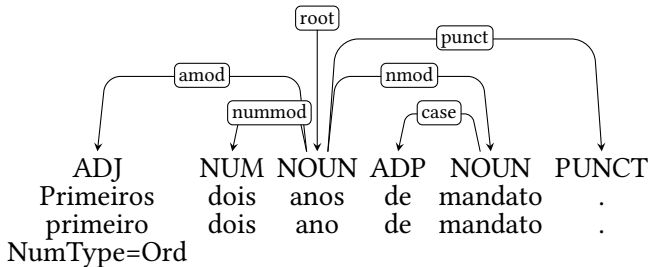 root
punct
amod
nmod
nummod
case
ADJ NUM NOUN ADP NOUN PUNCT
Primeiros dois anos de mandato .
primeiro dois ano de mandato .
NumType=Ord